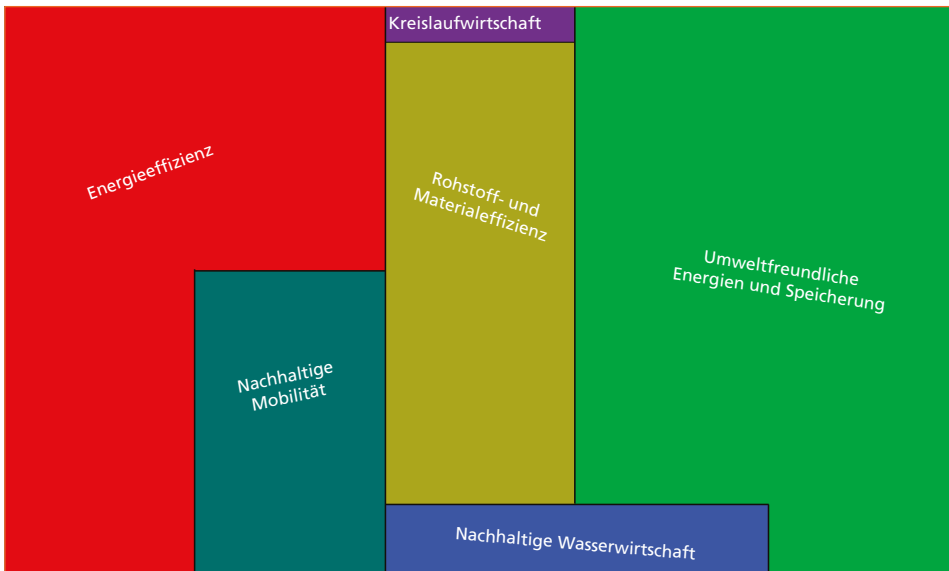 Kreislaufwirtschaft
Energieeffizienz
Rohstoff- und
Materialeffizienz
Umweltfreundliche
Energien und Speicherung
Nachhaltige
Mobilität
Nachhaltige Wasserwirtschaft